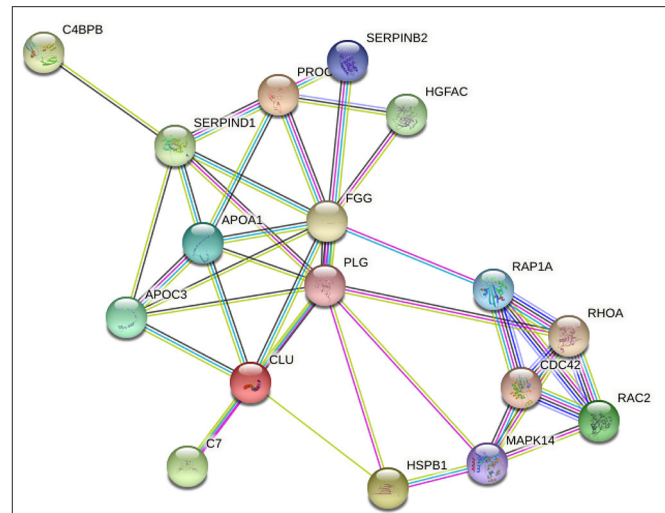 C4BPB
SERPINB2
PROC
HGFAC
SERPIND1
FGG
APOA1
PLG
RAP1A
APOC3
RHOA
CDC42
CLU
RAC2
C7
MAPK14
HSPB1